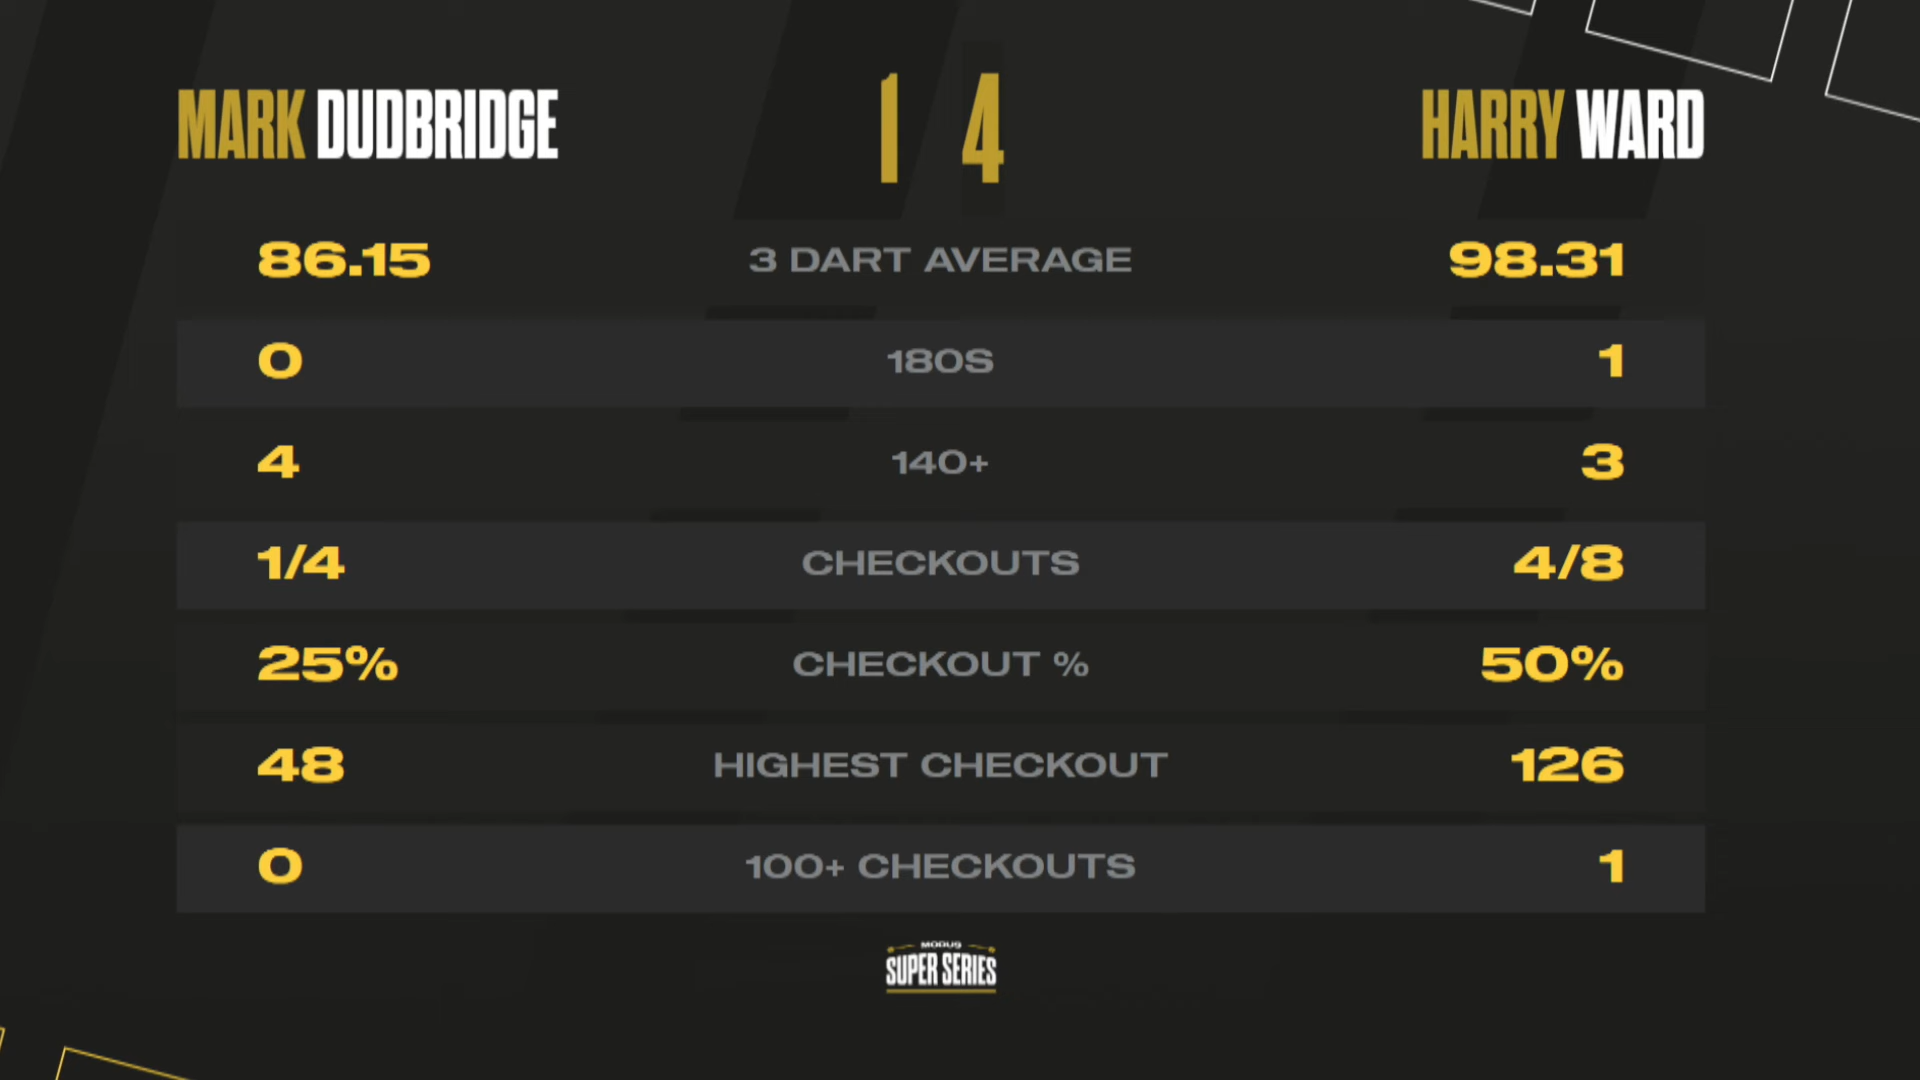 MARK DUDBRIDGE 1 4 HARRY WARD
86.15 3 DART AVERAGE 98.31
0 180S 1
4 140+ 3
1/4 CHECKOUTS 4/8
25% CHECKOUT % 50%
48 HIGHEST CHECKOUT 126
0 100+ CHECKOUTS 1
MODUS
SUPER SERIES